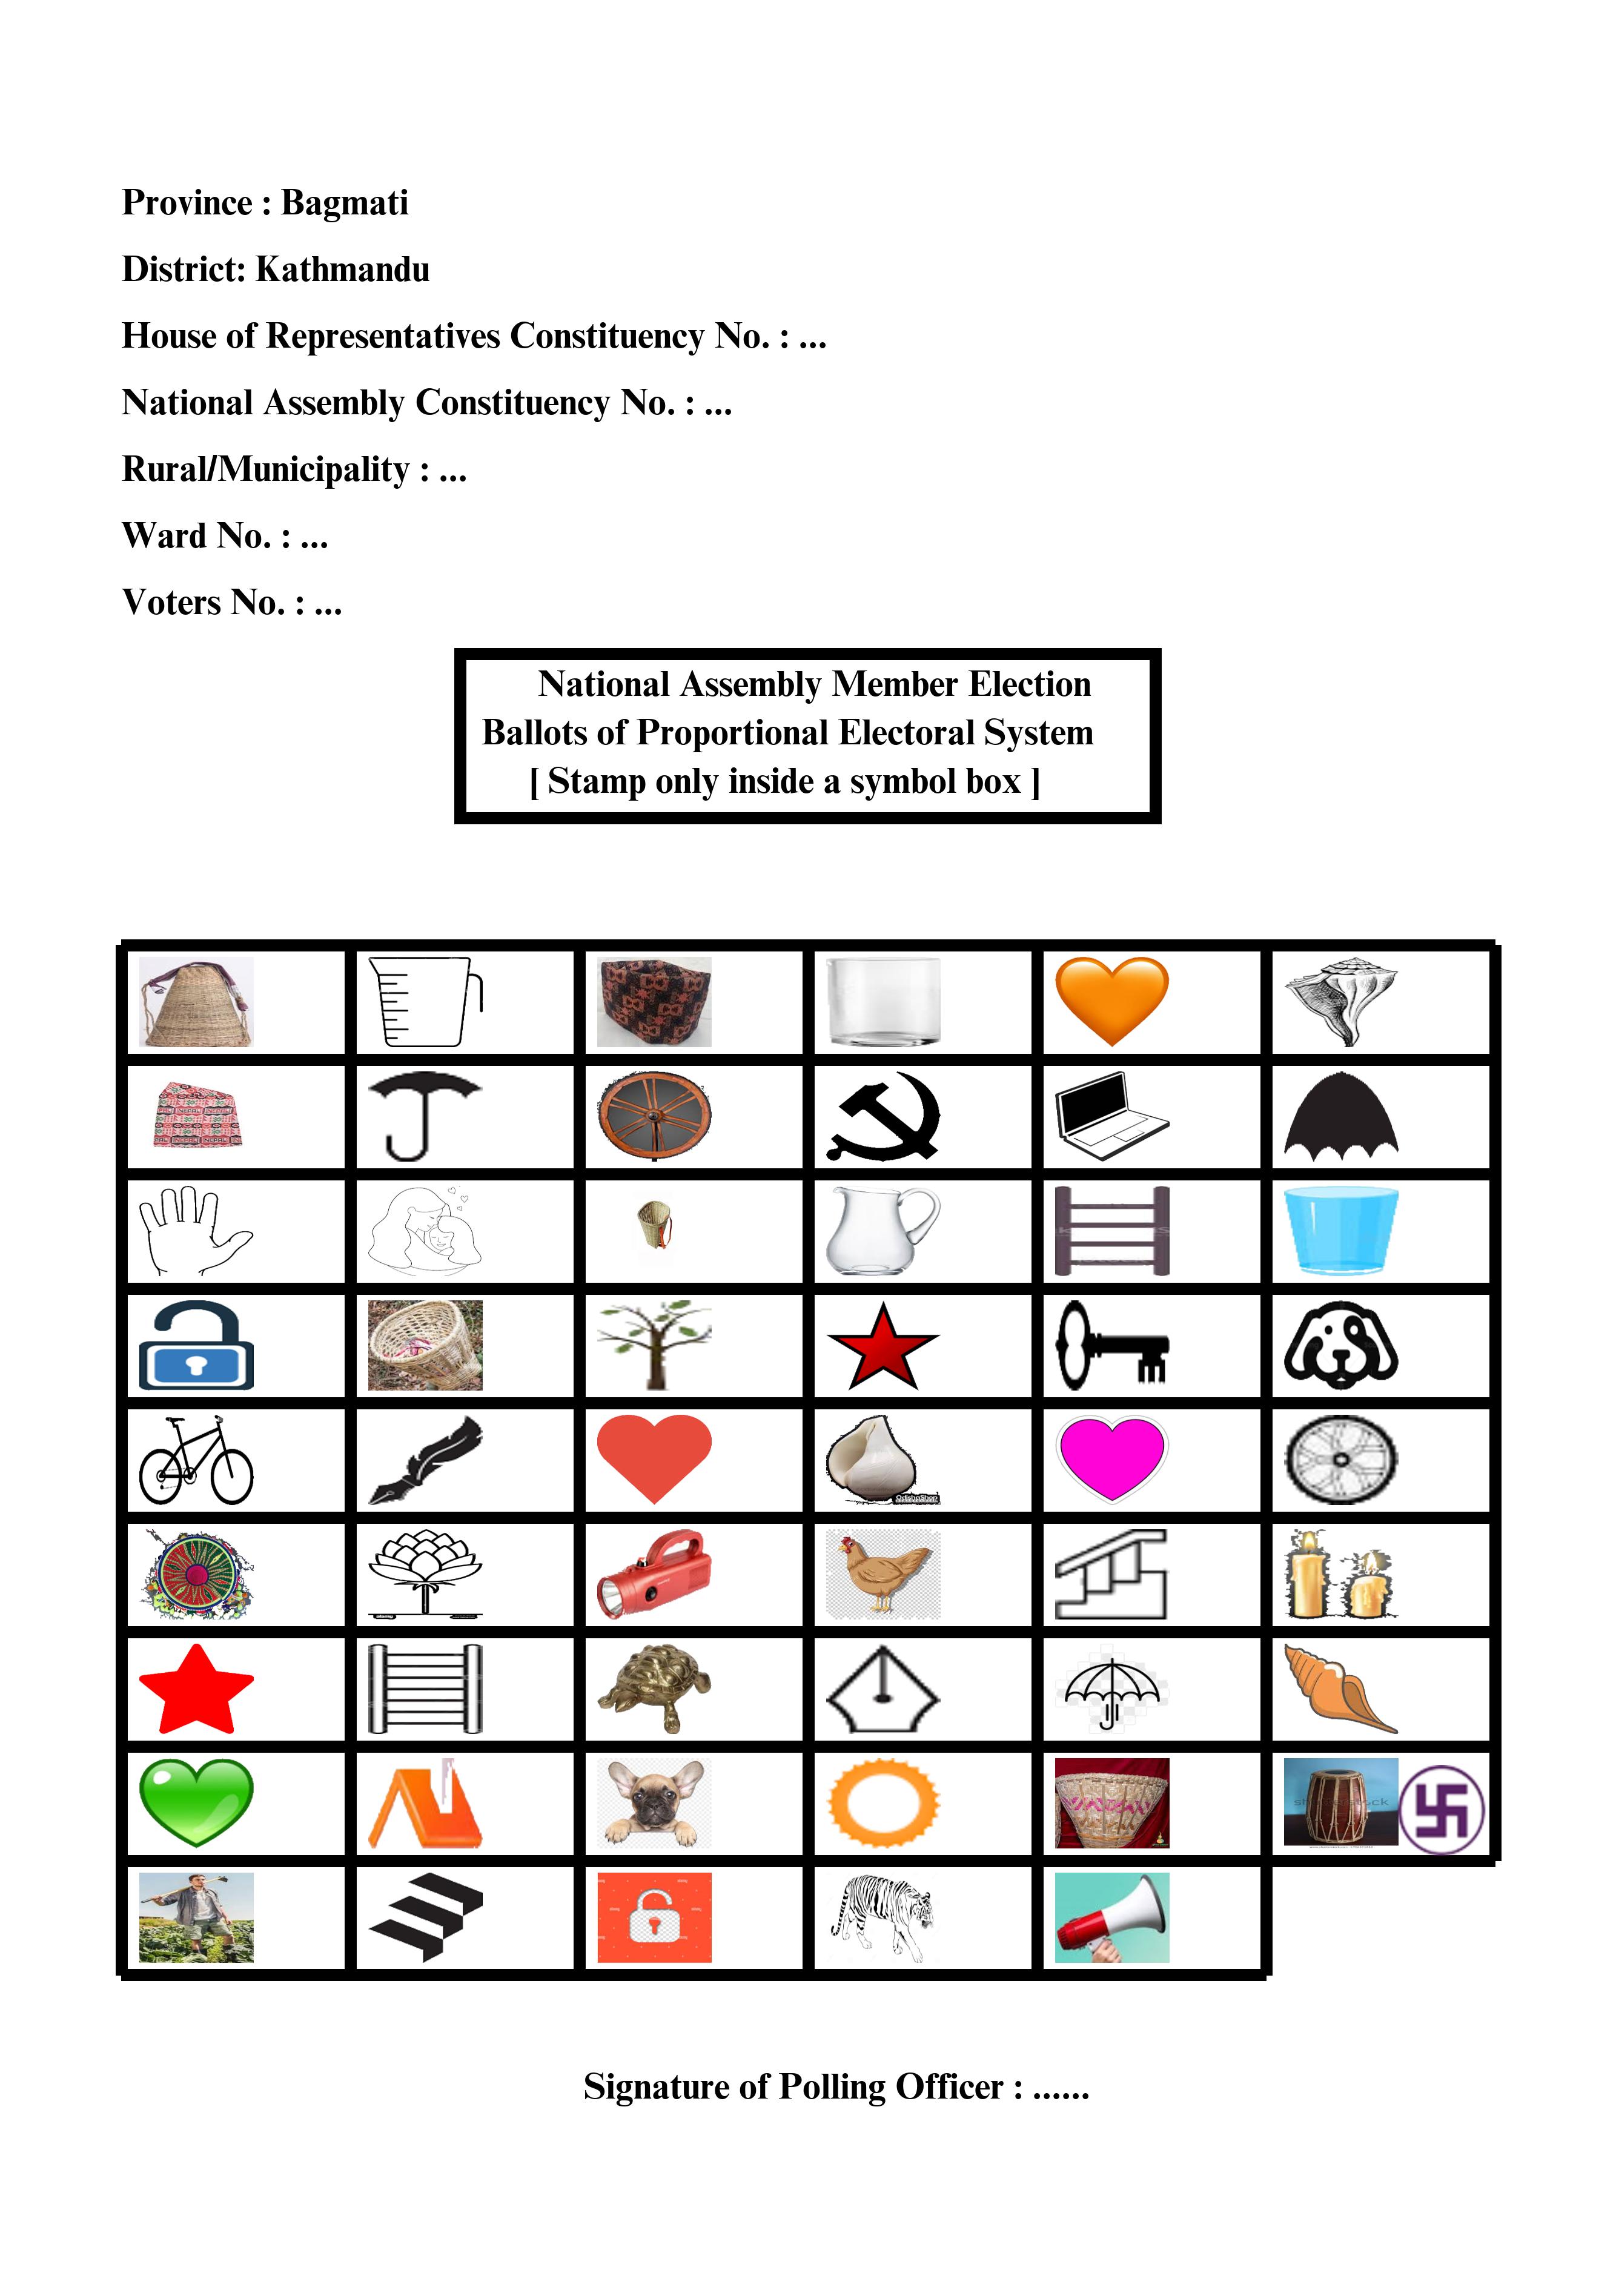 Province : Bagmati
District: Kathmandu
House of Representatives Constituency No. : ...
National Assembly Constituency No. : ...
Rural/Municipality : ...
Ward No. : ...
Voters No. : ...
National Assembly Member Election
Ballots of Proportional Electoral System
[ Stamp only inside a symbol box ]
Signature of Polling Officer : ......